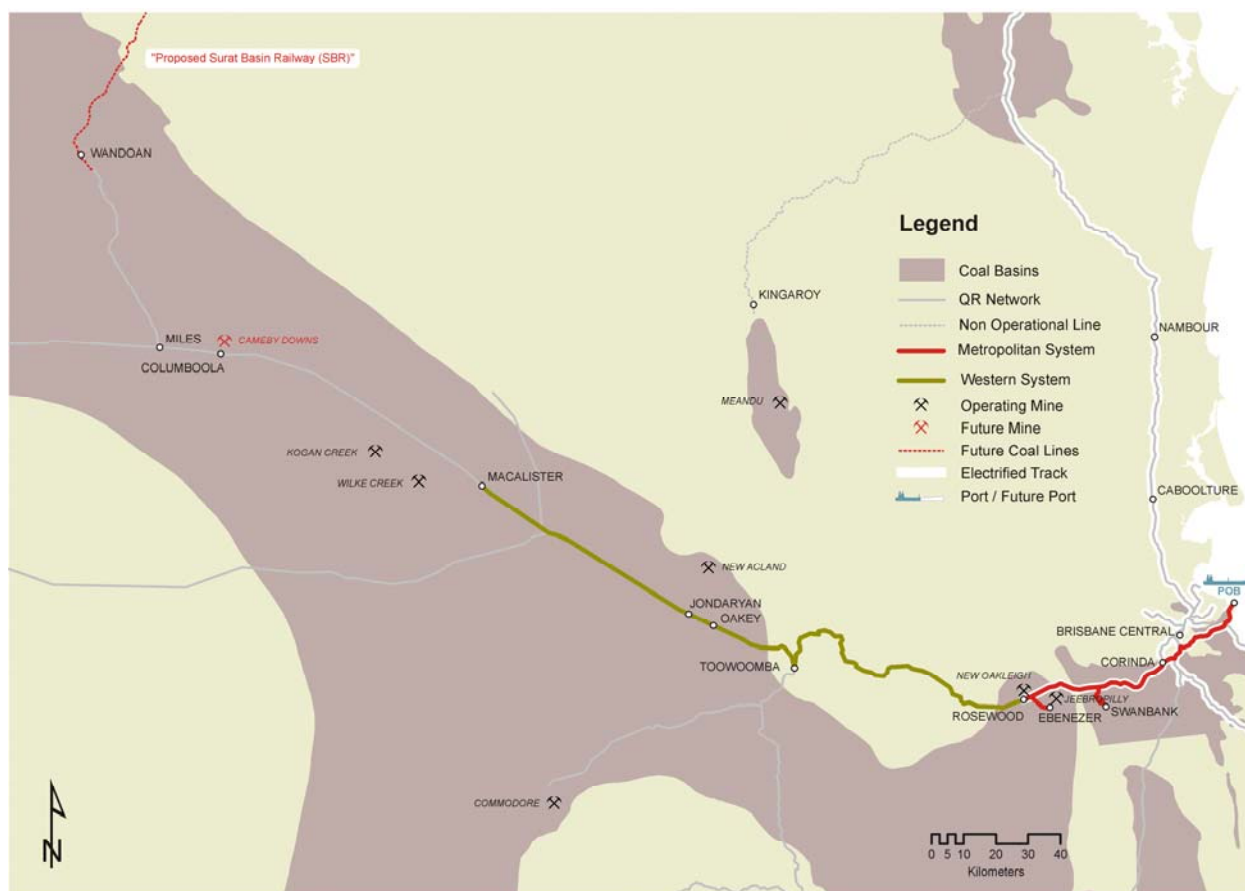 "Proposed Surat Basin Railway (SBR)"
WANDOAN
Legend
Coal Basins
QR Network
Non Operational Line
Metropolitan System
Western System
Operating Mine
Future Mine
Future Coal Lines
Electrified Track
Port / Future Port
KINGAROY
NAMBOUR
MILES
CAMEBY DOWNS
COLUMBOOLA
MEANDU
KOGAN CREEK
WILKE CREEK
MACALISTER
CABOOLTURE
NEW ACLAND
POB
JONDARYAN
OAKEY
BRISBANE CENTRAL
TOOWOOMBA
CORINDA
NEW OAKLEIGH
JEEBROPILLY
ROSEWOOD
EBENEZER
SWANBANK
COMMODORE
N
0 5 10 20 30 40
Kilometers